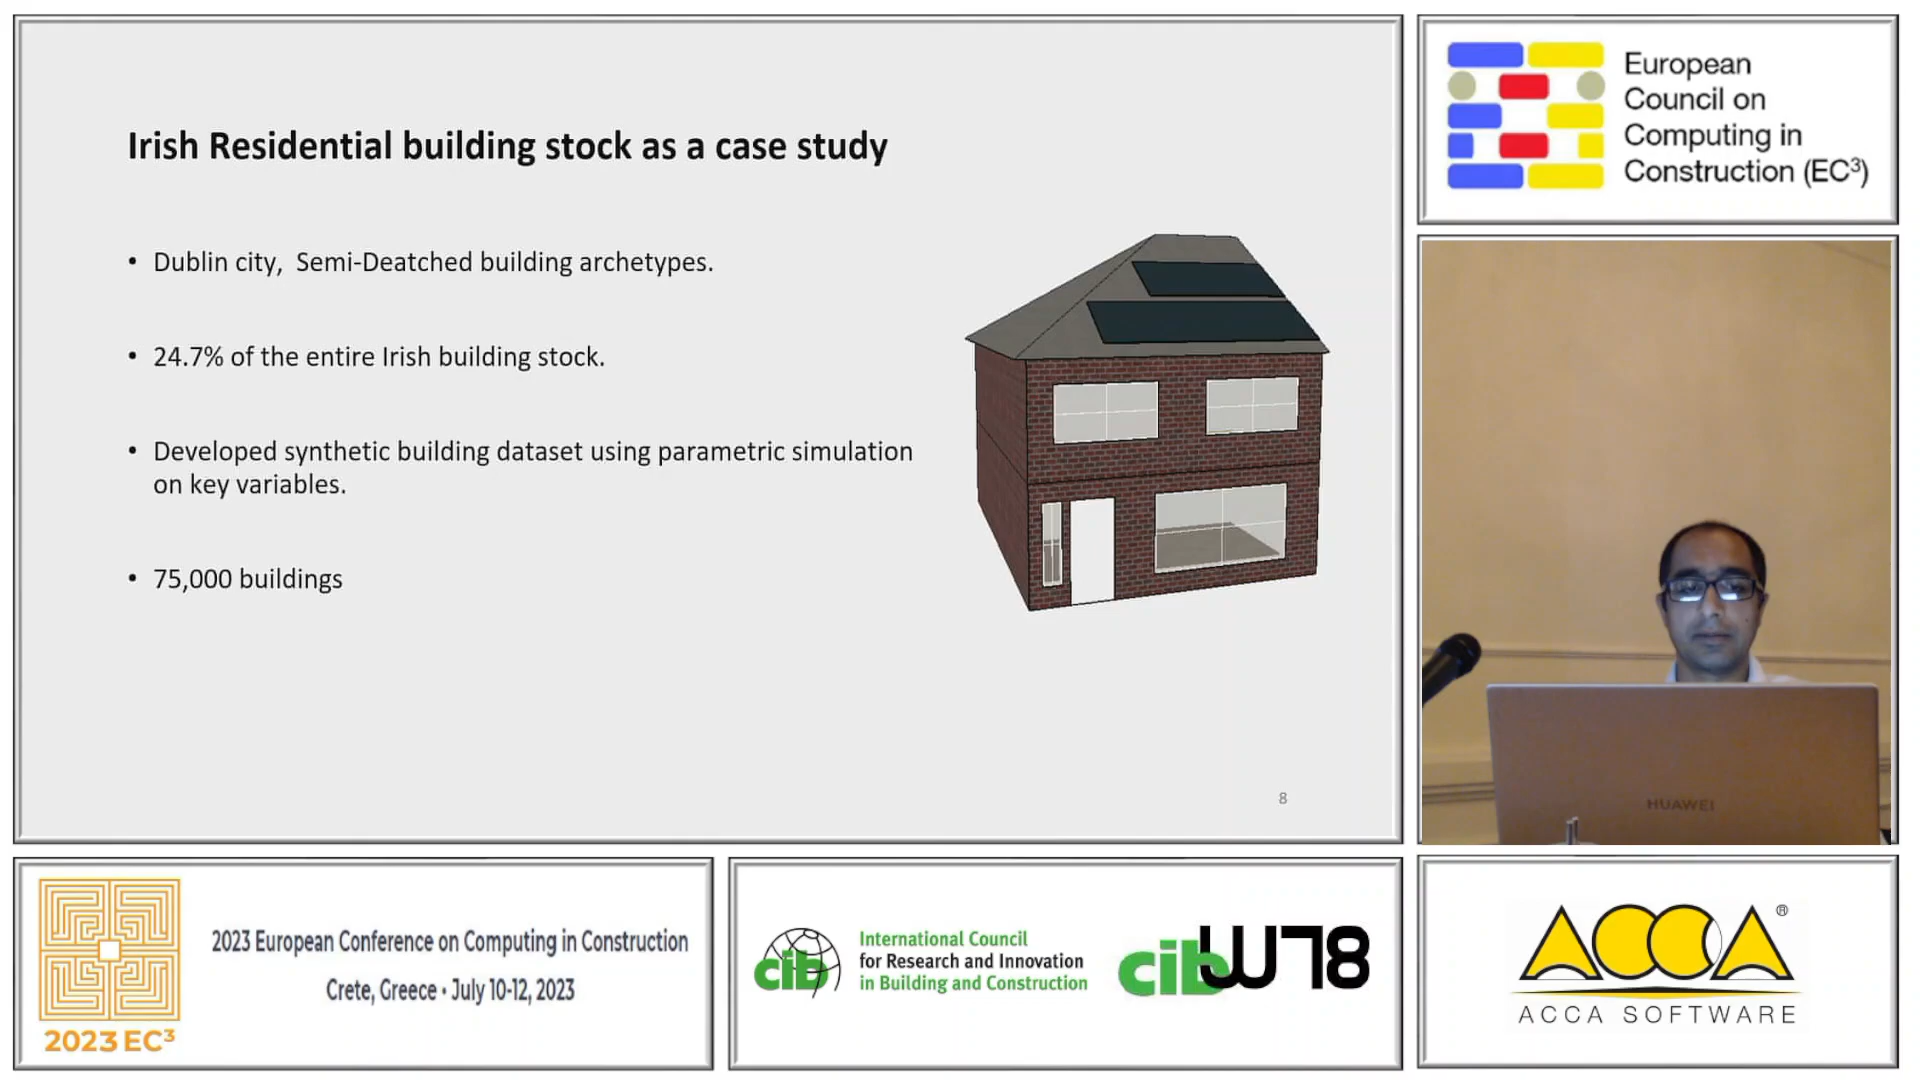 Irish Residential building stock as a case study
• Dublin city,  Semi-Deatched building archetypes.
• 24.7% of the entire Irish building stock.
• Developed synthetic building dataset using parametric simulation
on key variables.
• 75,000 buildings
8
European
Council on
Computing in
Construction (EC³)
HUAWEI
2023 EC³
2023 European Conference on Computing in Construction
Crete, Greece • July 10-12, 2023
cib
International Council
for Research and Innovation
in Building and Construction
cib W78
ACCA ®
ACCA SOFTWARE